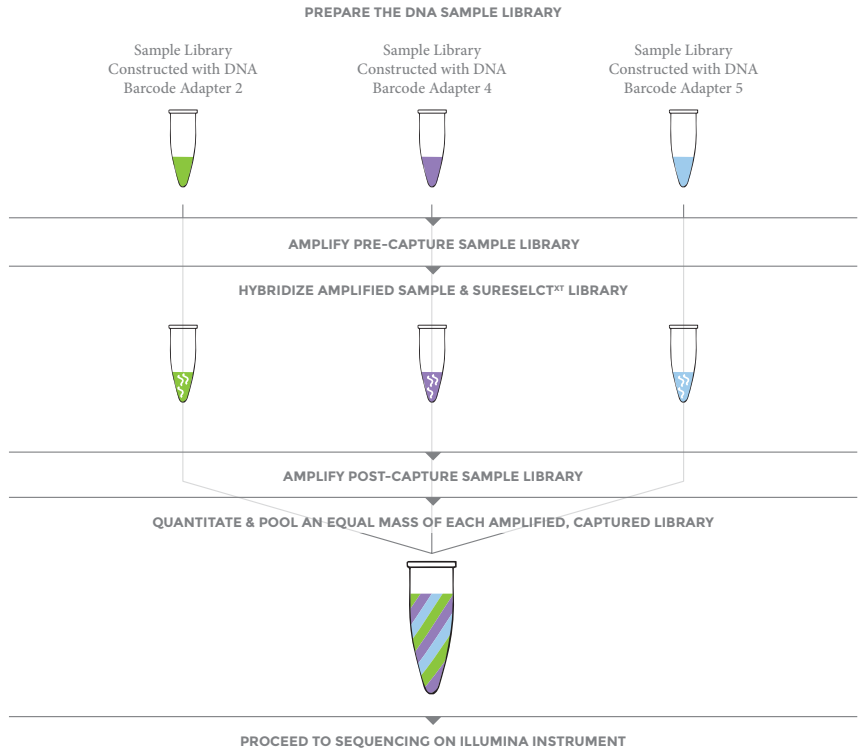 PREPARE THE DNA SAMPLE LIBRARY
Sample Library
Constructed with DNA
Barcode Adapter 2
Sample Library
Constructed with DNA
Barcode Adapter 4
Sample Library
Constructed with DNA
Barcode Adapter 5
AMPLIFY PRE-CAPTURE SAMPLE LIBRARY
HYBRIDIZE AMPLIFIED SAMPLE & SURESELCTXT LIBRARY
AMPLIFY POST-CAPTURE SAMPLE LIBRARY
QUANTITATE & POOL AN EQUAL MASS OF EACH AMPLIFIED, CAPTURED LIBRARY
PROCEED TO SEQUENCING ON ILLUMINA INSTRUMENT